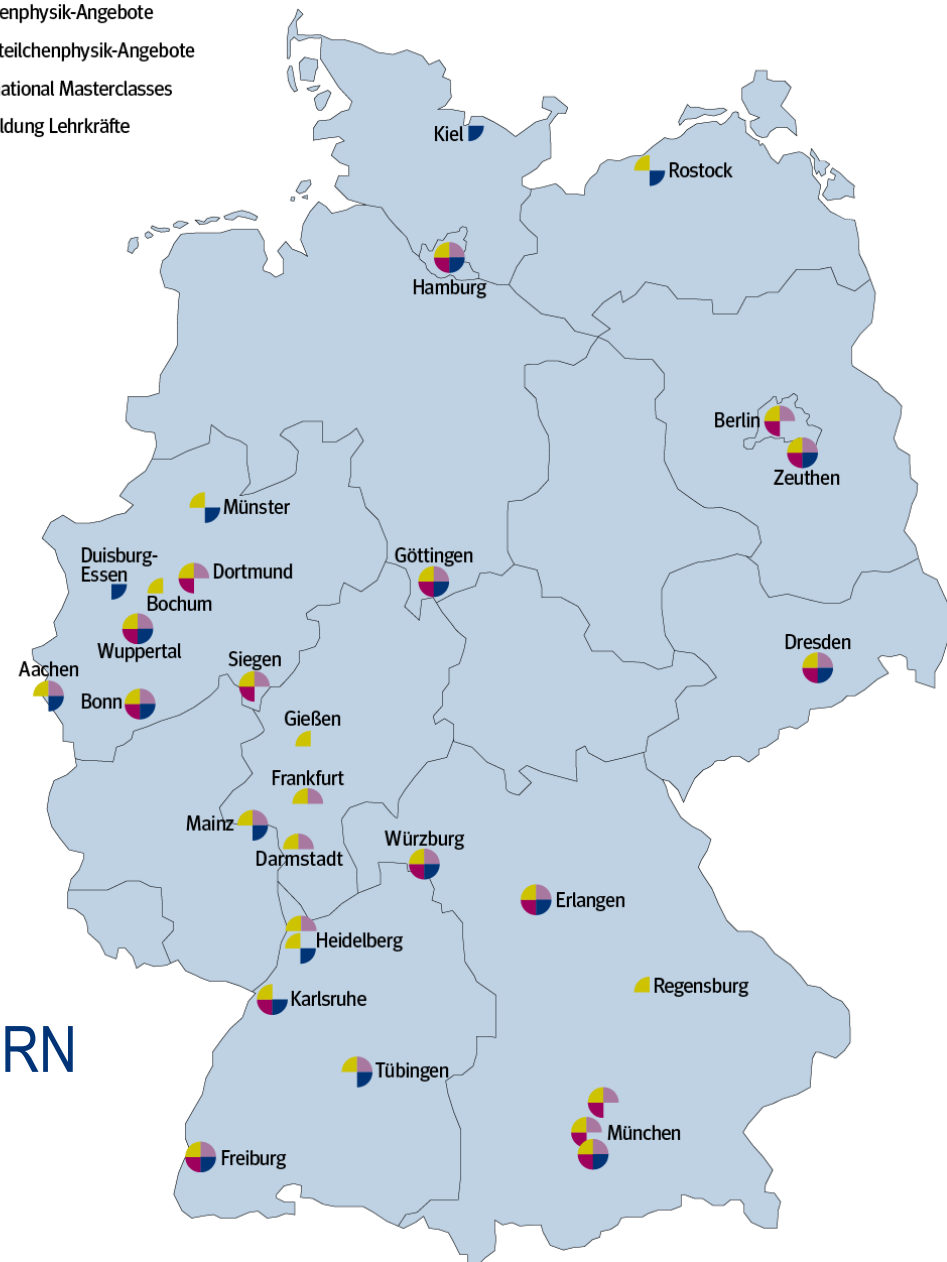 enphysik-Angebote
teilchenphysik-Angebote
ational Masterclasses
ldung Lehrkräfte
Kiel
Rostock
Hamburg
Berlin
Zeuthen
Münster
Duisburg-
Essen
Dortmund
Bochum
Göttingen
Wuppertal
Dresden
Siegen
Aachen
Bonn
Gießen
Frankfurt
Mainz
Darmstadt
Würzburg
Erlangen
Heidelberg
Regensburg
Karlsruhe
RN
Tübingen
München
Freiburg